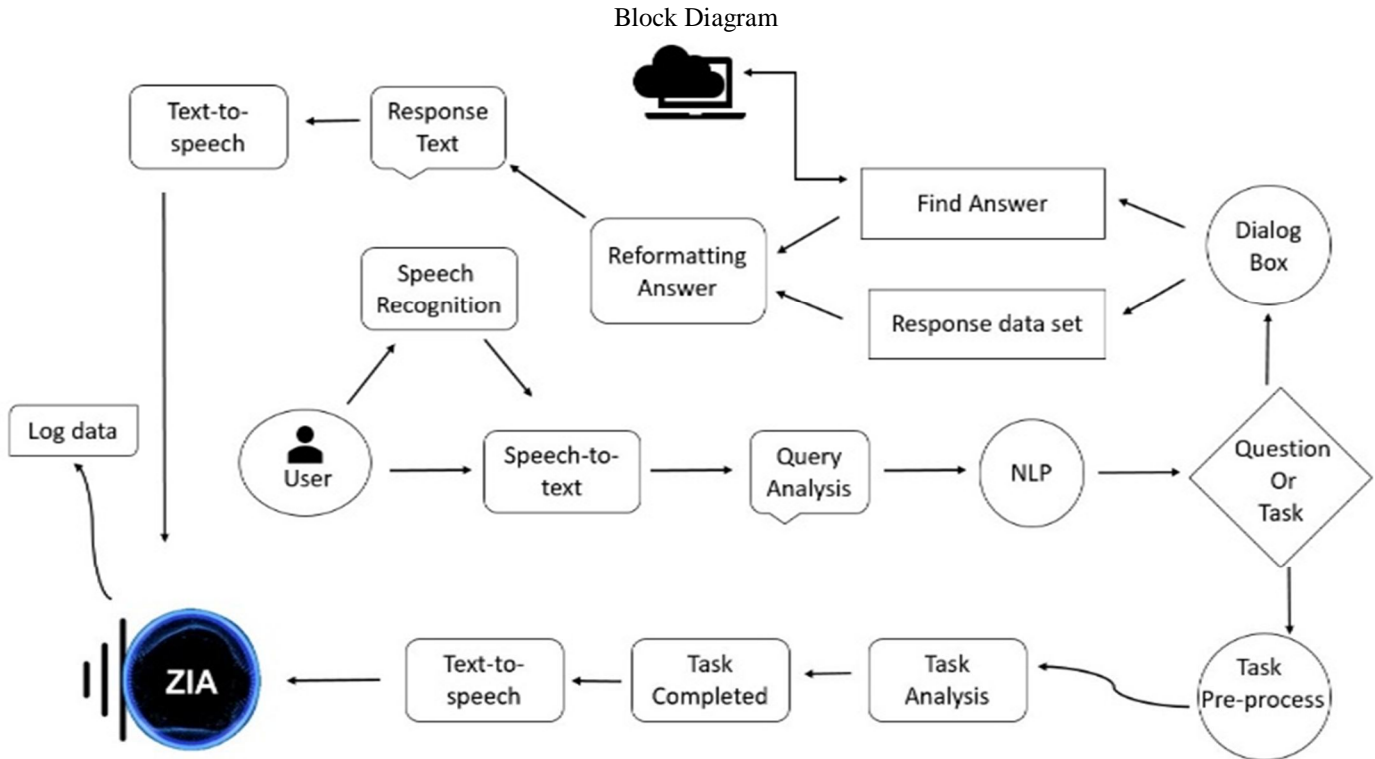 Block Diagram
Text-to-
speech
Response
Text
Find Answer
Dialog
Box
Reformatting
Answer
Speech
Recognition
Response data set
Log data
User
Speech-to-
text
Query
Analysis
NLP
Question
Or
Task
ZIA
Text-to-
speech
Task
Completed
Task
Analysis
Task
Pre-process